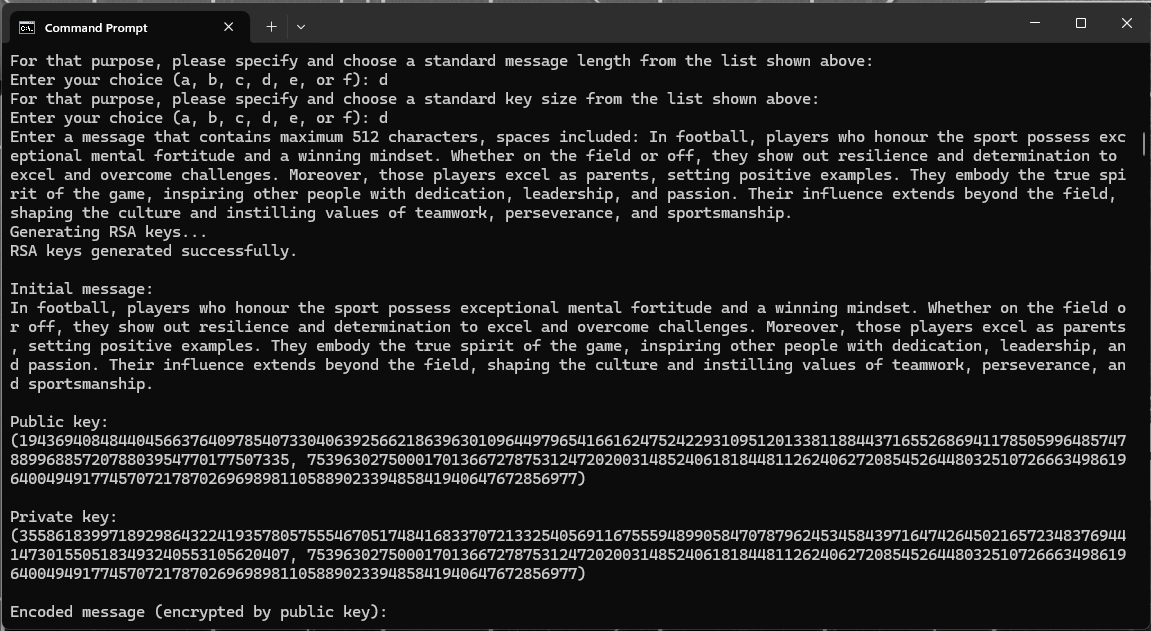 Command Prompt
For that purpose, please specify and choose a standard message length from the list shown above:
Enter your choice (a, b, c, d, e, or f): d
For that purpose, please specify and choose a standard key size from the list shown above:
Enter your choice (a, b, c, d, e, or f): d
Enter a message that contains maximum 512 characters, spaces included: In football, players who honour the sport possess exc
eptional mental fortitude and a winning mindset. Whether on the field or off, they show out resilience and determination to
excel and overcome challenges. Moreover, those players excel as parents, setting positive examples. They embody the true spi
rit of the game, inspiring other people with dedication, leadership, and passion. Their influence extends beyond the field,
shaping the culture and instilling values of teamwork, perseverance, and sportsmanship.
Generating RSA keys...
RSA keys generated successfully.
Initial message:
In football, players who honour the sport possess exceptional mental fortitude and a winning mindset. Whether on the field o
r off, they show out resilience and determination to excel and overcome challenges. Moreover, those players excel as parents
, setting positive examples. They embody the true spirit of the game, inspiring other people with dedication, leadership, an
d passion. Their influence extends beyond the field, shaping the culture and instilling values of teamwork, perseverance, an
d sportsmanship.
Public key:
(194369408484404566376409785407330406392566218639630109644979654166162475242293109512013381188443716552686941178505996485747
8899688572078803954770177507335, 7539630275000170136672787531247202003148524061818448112624062720854526448032510726663498619
64004949177457072178702696989811058890233948584194064767285 6977)
Private key:
(355861839971892986432241935780575554670517484168337072133254056911675559489905847078796245345843971647426450216572348376944
1473015505183493240553105620407, 7539630275000170136672787531247202003148524061818448112624062720854526448032510726663498619
640049491774570721787026969898110588902339485841940647672856977)
Encoded message (encrypted by public key):